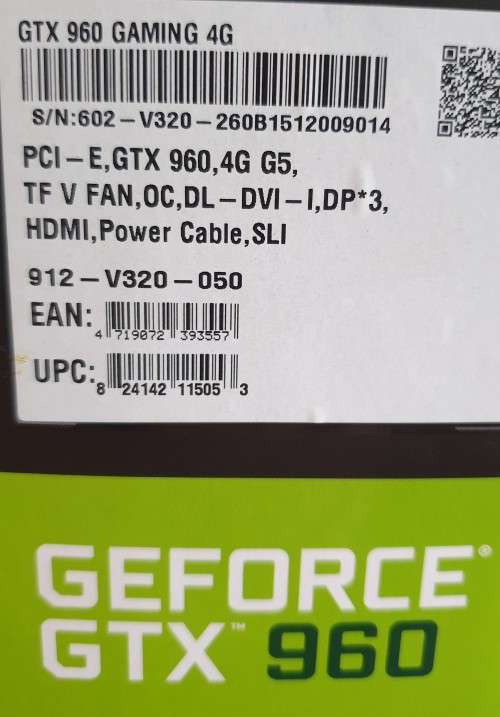 GTX 960 GAMING 4G
S/N:602-V320-260B1512009014
PCI-E,GTX 960,4G G5,
TF V FAN,OC,DL-DVI-I,DP*3,
HDMI,Power Cable,SLI
912-V320-050
EAN: 4 719072 393557
UPC: 8 24142 11505 3
GEFORCE®
GTX™ 960